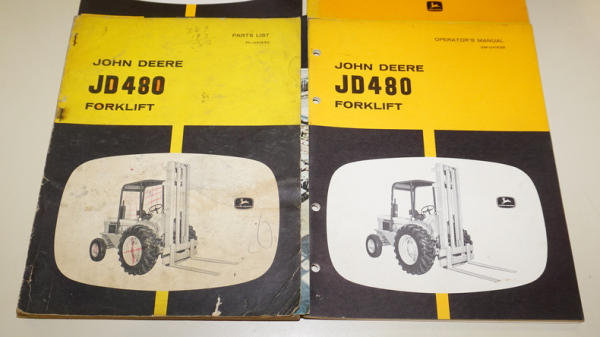 PARTS LIST
JOHN DEERE
JD480
FORKLIFT
OPERATOR'S MANUAL
JOHN DEERE
JD480
FORKLIFT